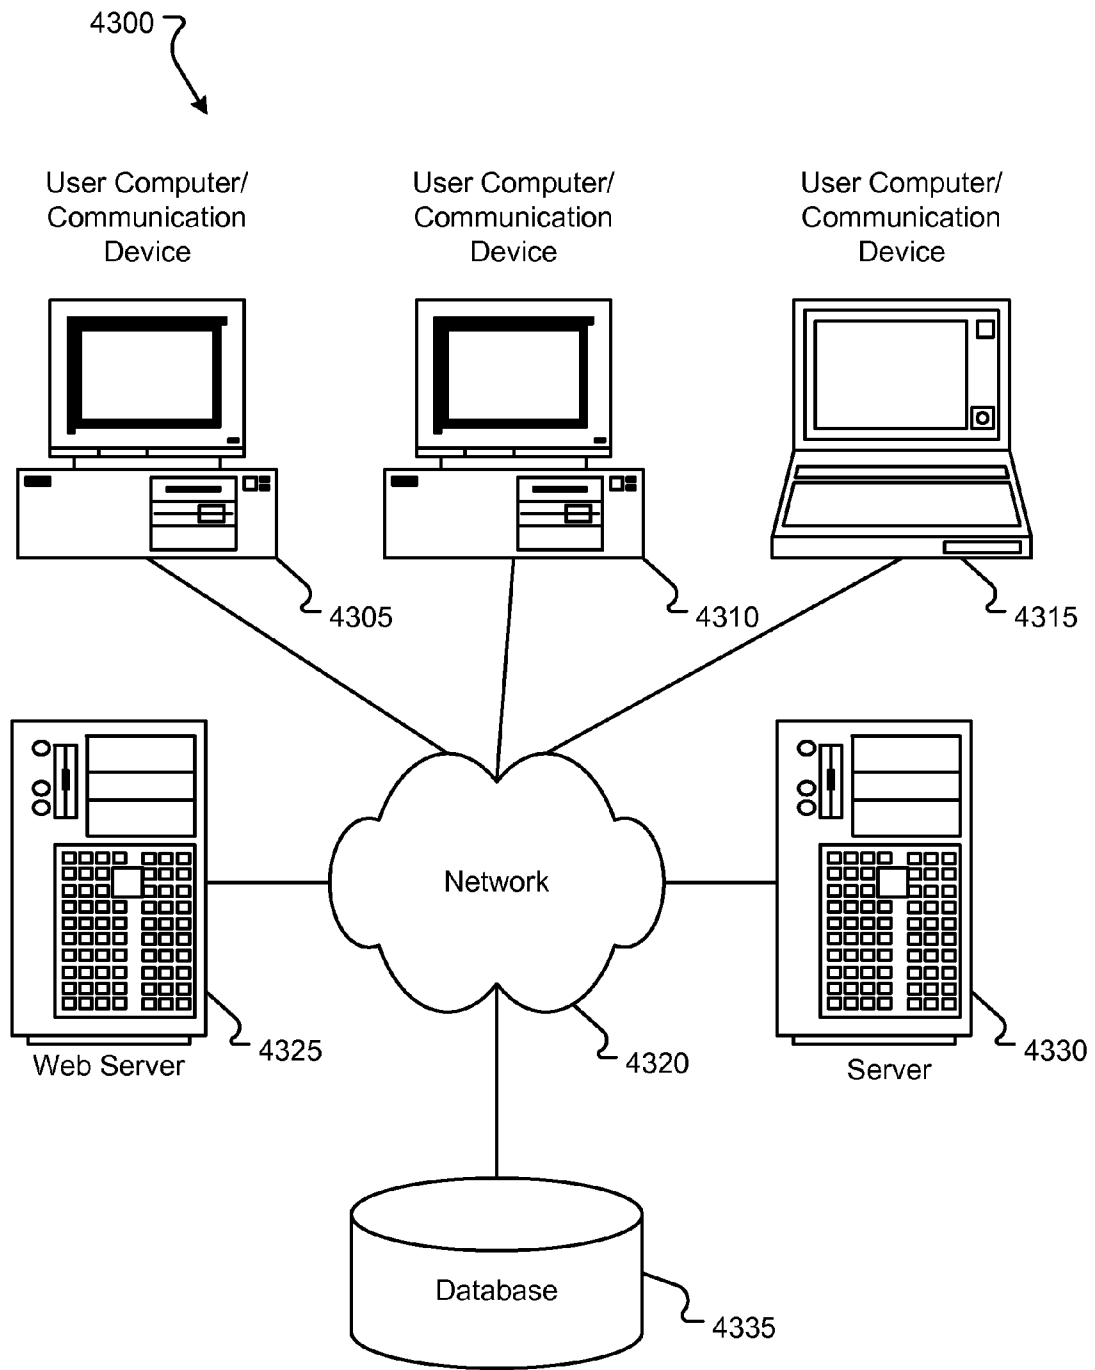 4300
User Computer/
Communication
Device
User Computer/
Communication
Device
User Computer/
Communication
Device
4305
4310
4315
Network
4325
4320
4330
Web Server
Server
Database
4335